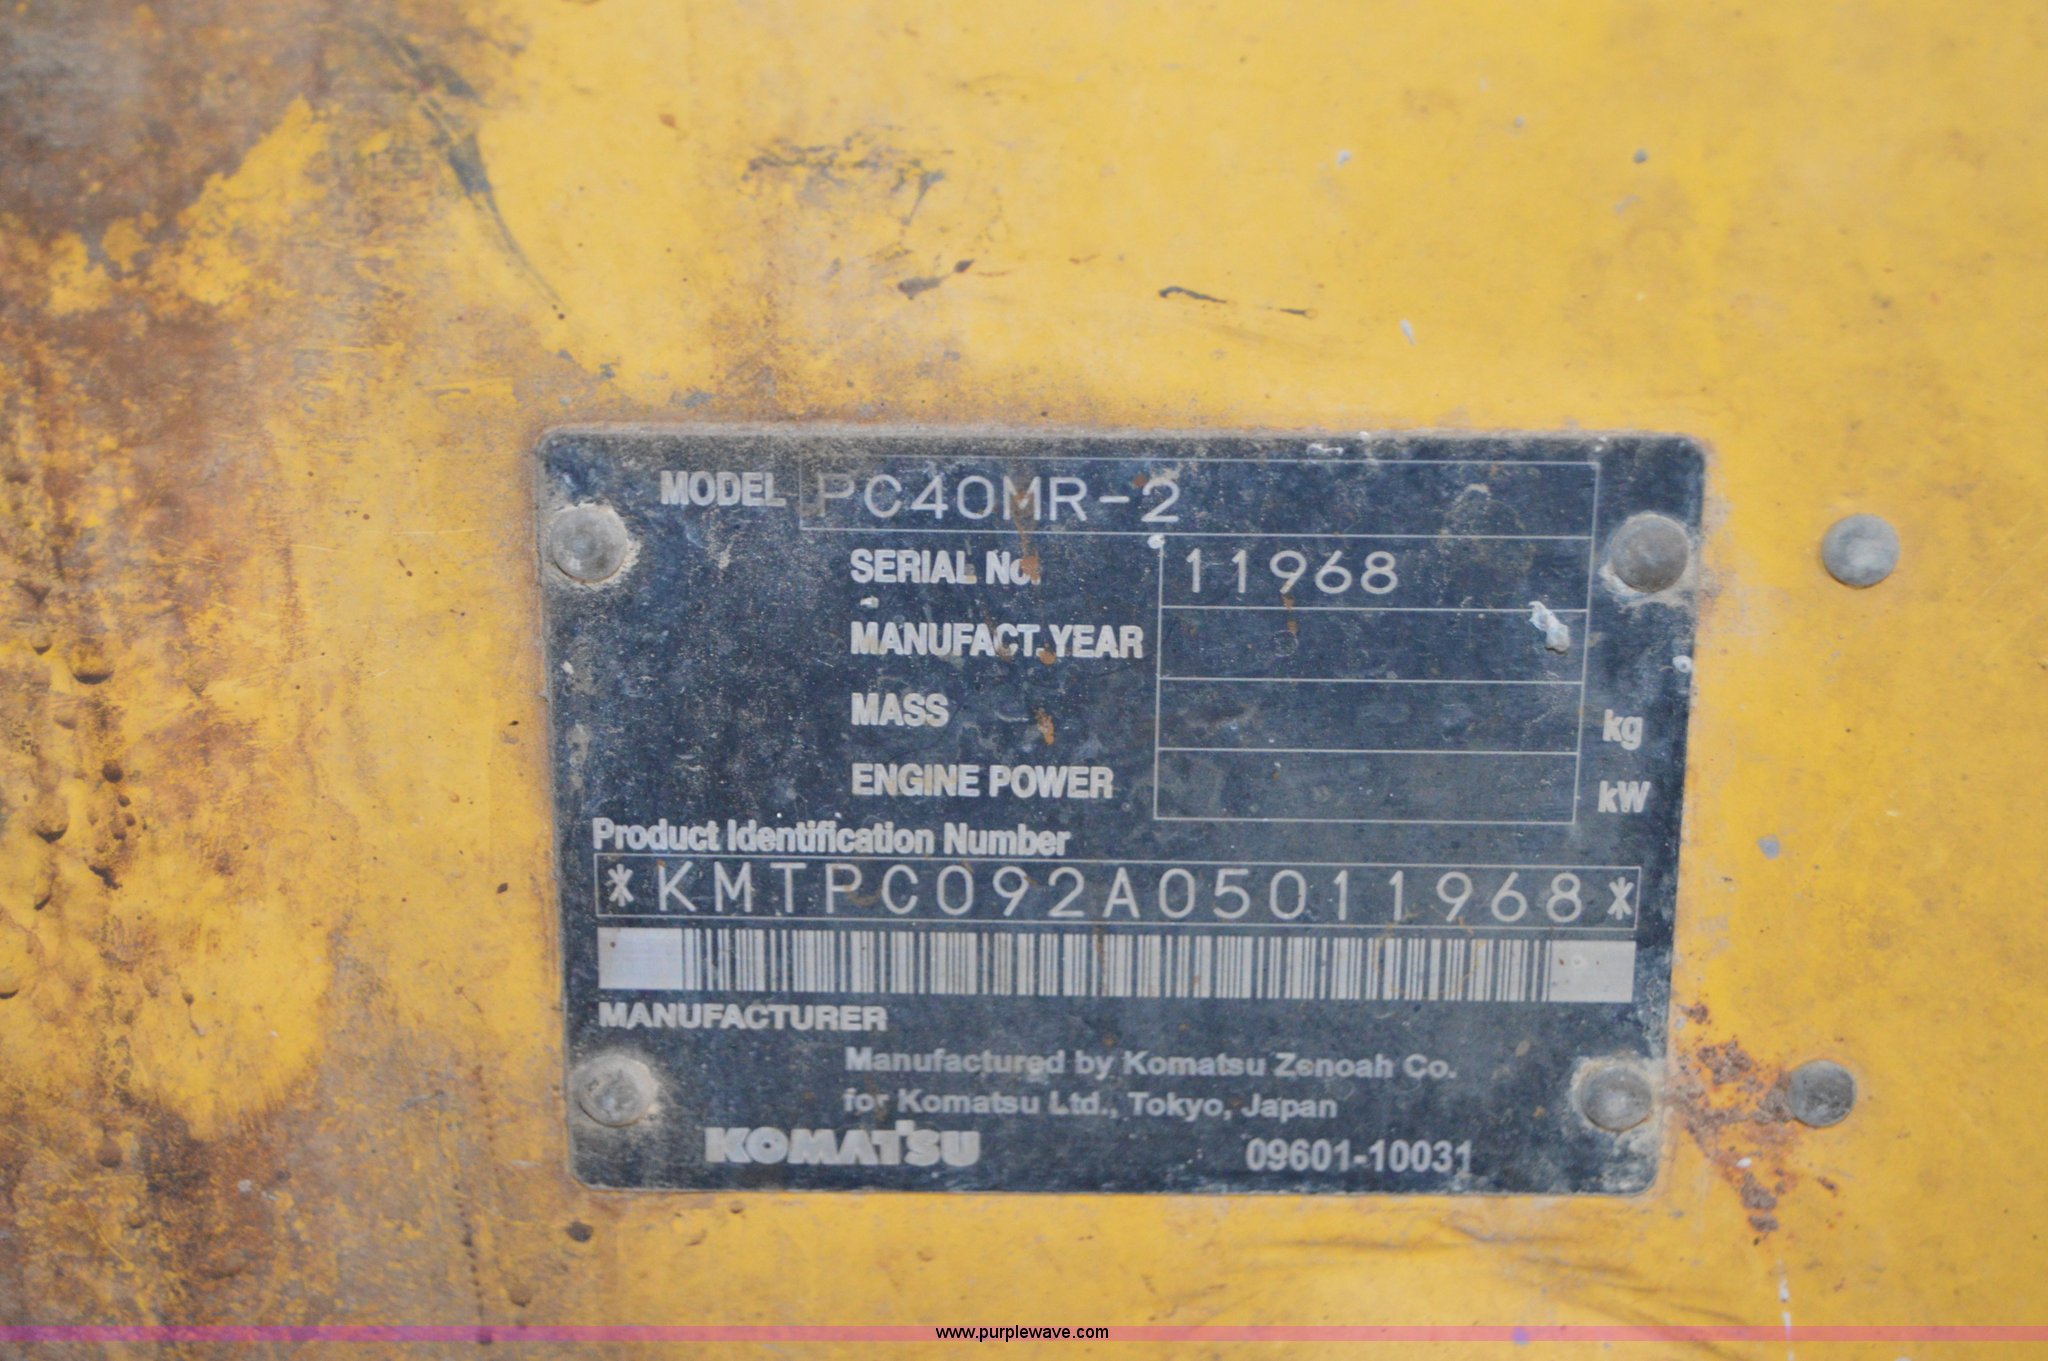 MODEL PC40MR-2
SERIAL No. 11968
MANUFACT. YEAR
MASS kg
ENGINE POWER kW
Product Identification Number
*KMTPC092A05011968*
MANUFACTURER
Manufactured by Komatsu Zenoah Co.
for Komatsu Ltd., Tokyo, Japan
KOMATSU 09601-10031
www.purplewave.com